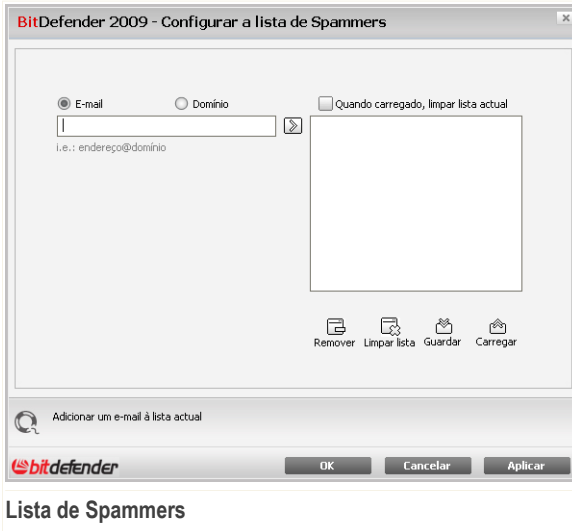 BitDefender 2009 - Configurar a lista de Spammers
E-mail
Domínio
Quando carregado, limpar lista actual
i.e.: endereço@domínio
Remover
Limpar lista
Guardar
Carregar
Adicionar um e-mail à lista actual
bitdefender
OK
Cancelar
Aplicar
Lista de Spammers